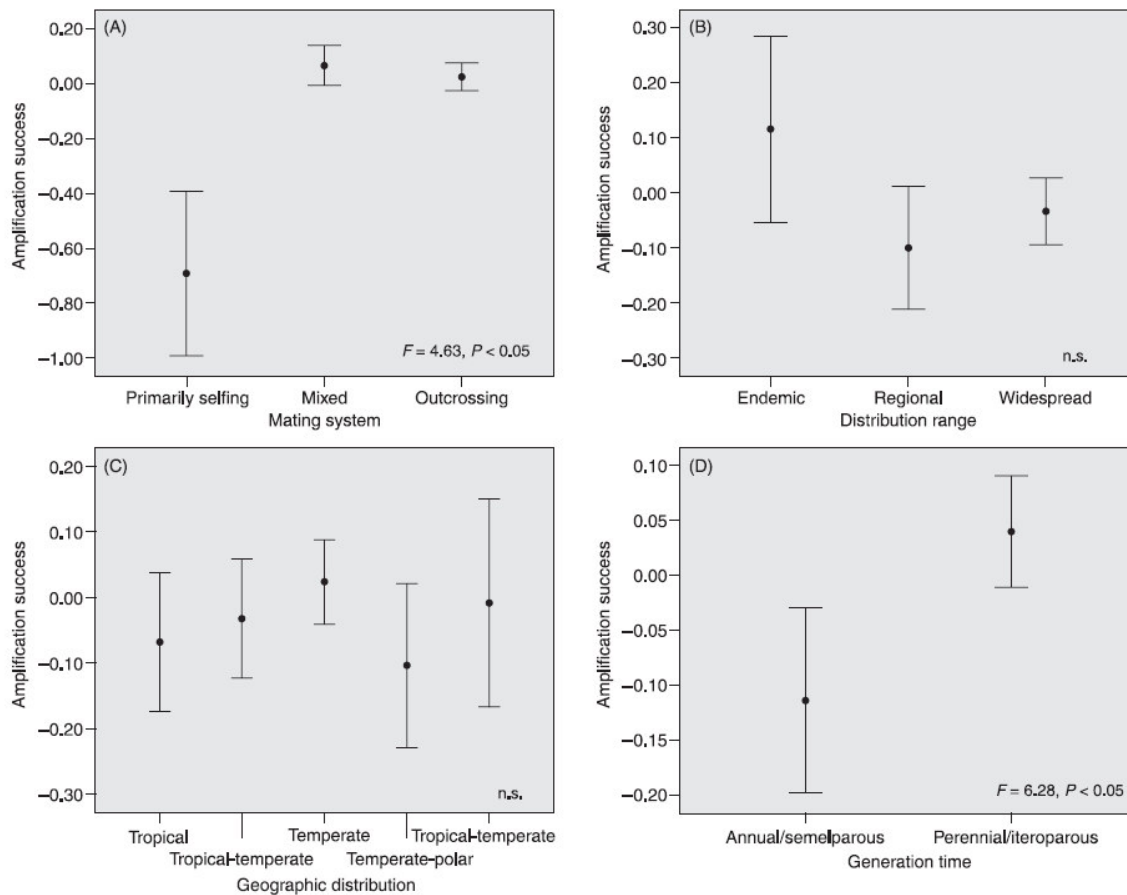 (A)
0.20
0.00
−0.20
−0.40
−0.60
−0.80
−1.00
Amplification success
F = 4.63, P < 0.05
Primarily selfing Mixed Outcrossing
Mating system
(B)
0.30
0.20
0.10
0.00
−0.10
−0.20
−0.30
Amplification success
n.s.
Endemic Regional Widespread
Distribution range
(C)
0.20
0.10
0.00
−0.10
−0.20
−0.30
Amplification success
n.s.
Tropical Temperate Tropical-temperate
Tropical-temperate Temperate-polar
Geographic distribution
(D)
0.10
0.05
0.00
−0.05
−0.10
−0.15
−0.20
Amplification success
F = 6.28, P < 0.05
Annual/semelparous Perennial/iteroparous
Generation time